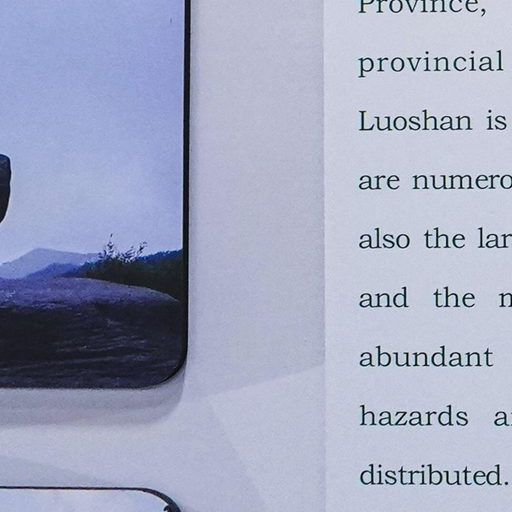 Province,
provincial
Luoshan is
are numero
also the lar
and the
abundant
hazards a
distributed.